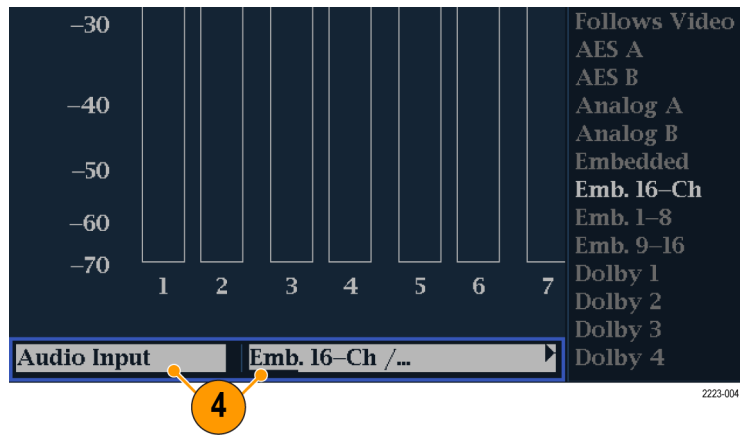 –30
–40
–50
–60
–70
1 2 3 4 5 6 7
Audio Input
Emb. 16–Ch /...
Follows Video
AES A
AES B
Analog A
Analog B
Embedded
Emb. 16–Ch
Emb. 1–8
Emb. 9–16
Dolby 1
Dolby 2
Dolby 3
Dolby 4
4
2223-004